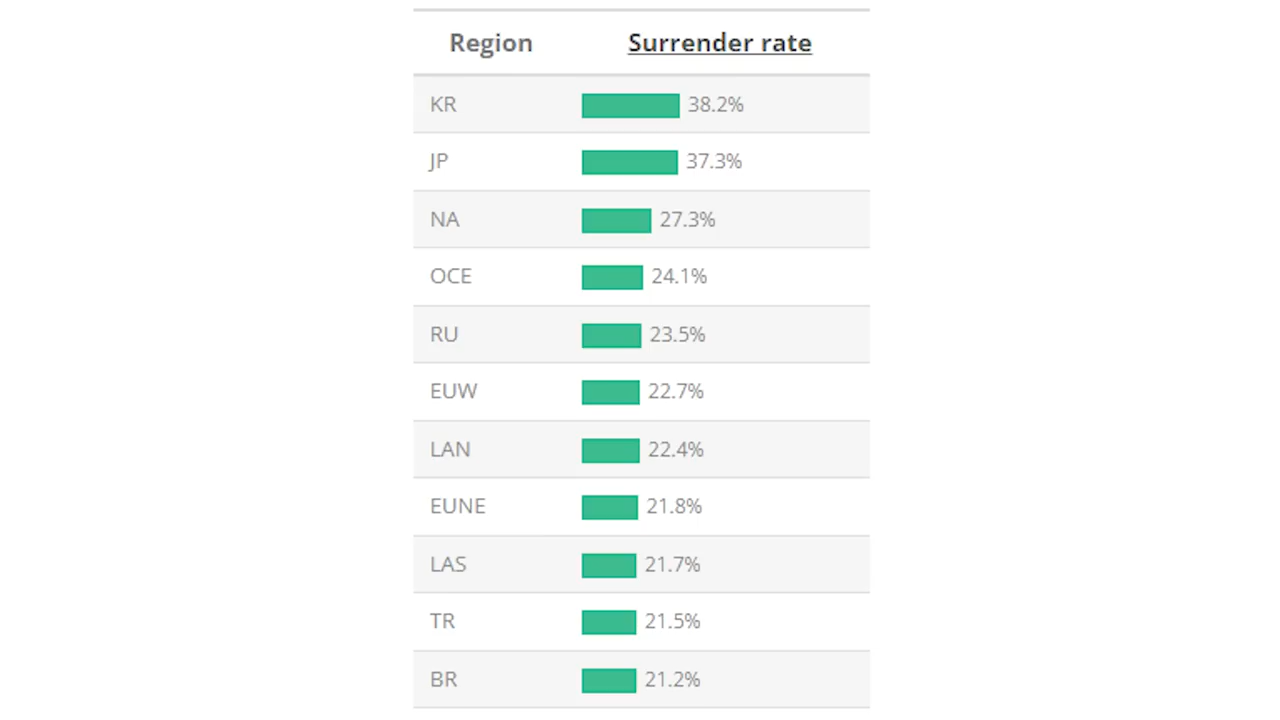 Region Surrender rate
KR 38.2%
JP 37.3%
NA 27.3%
OCE 24.1%
RU 23.5%
EUW 22.7%
LAN 22.4%
EUNE 21.8%
LAS 21.7%
TR 21.5%
BR 21.2%